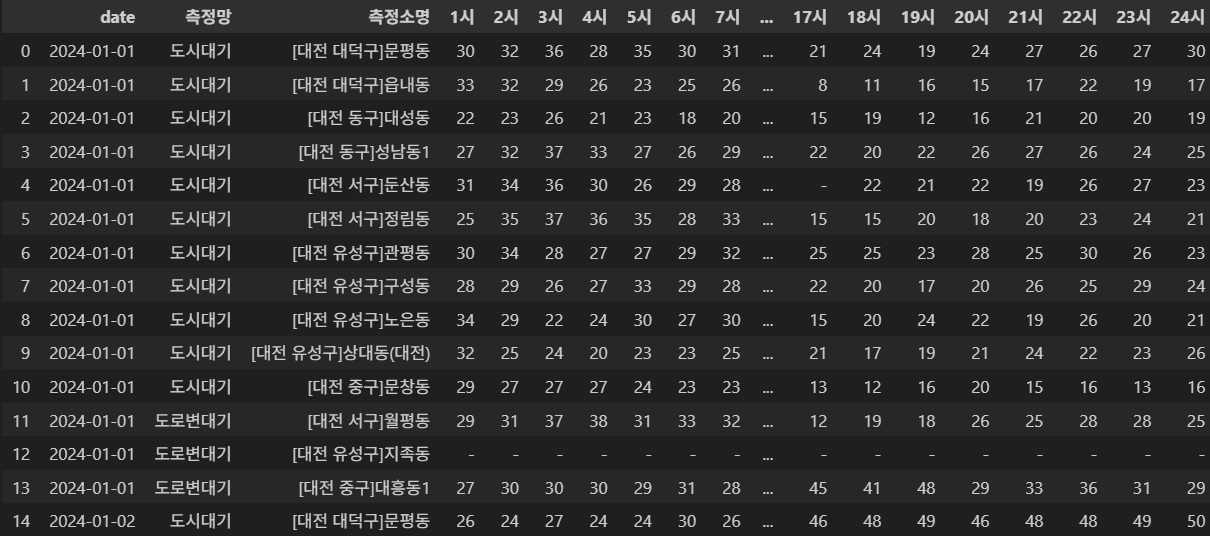 date 측정망 측정소명 1시 2시 3시 4시 5시 6시 7시 ... 17시 18시 19시 20시 21시 22시 23시 24시
0 2024-01-01 도시대기 [대전 대덕구]문평동 30 32 36 28 35 30 31 ... 21 24 19 24 27 26 27 30
1 2024-01-01 도시대기 [대전 대덕구]읍내동 33 32 29 26 23 25 26 ... 8 11 16 15 17 22 19 17
2 2024-01-01 도시대기 [대전 동구]대성동 22 23 26 21 23 18 20 ... 15 19 12 16 21 20 20 19
3 2024-01-01 도시대기 [대전 동구]성남동1 27 32 37 33 27 26 29 ... 22 20 22 26 27 26 24 25
4 2024-01-01 도시대기 [대전 서구]둔산동 31 34 36 30 26 29 28 ... - 22 21 22 19 26 27 23
5 2024-01-01 도시대기 [대전 서구]정림동 25 35 37 36 35 28 33 ... 15 15 20 18 20 23 24 21
6 2024-01-01 도시대기 [대전 유성구]관평동 30 34 28 27 27 29 32 ... 25 25 23 28 25 30 26 23
7 2024-01-01 도시대기 [대전 유성구]구성동 28 29 26 27 33 29 28 ... 22 20 17 20 26 25 29 24
8 2024-01-01 도시대기 [대전 유성구]노은동 34 29 22 24 30 27 30 ... 15 20 24 22 19 26 20 21
9 2024-01-01 도시대기 [대전 유성구]상대동(대전) 32 25 24 20 23 23 25 ... 21 17 19 21 24 22 23 26
10 2024-01-01 도시대기 [대전 중구]문창동 29 27 27 27 24 23 23 ... 13 12 16 20 15 16 13 16
11 2024-01-01 도로변대기 [대전 서구]월평동 29 31 37 38 31 33 32 ... 12 19 18 26 25 28 28 25
12 2024-01-01 도로변대기 [대전 유성구]지족동 - - - - - - - ... - - - - - - - -
13 2024-01-01 도로변대기 [대전 중구]대흥동1 27 30 30 30 29 31 28 ... 45 41 48 29 33 36 31 29
14 2024-01-02 도시대기 [대전 대덕구]문평동 26 24 27 24 24 30 26 ... 46 48 49 46 48 48 49 50